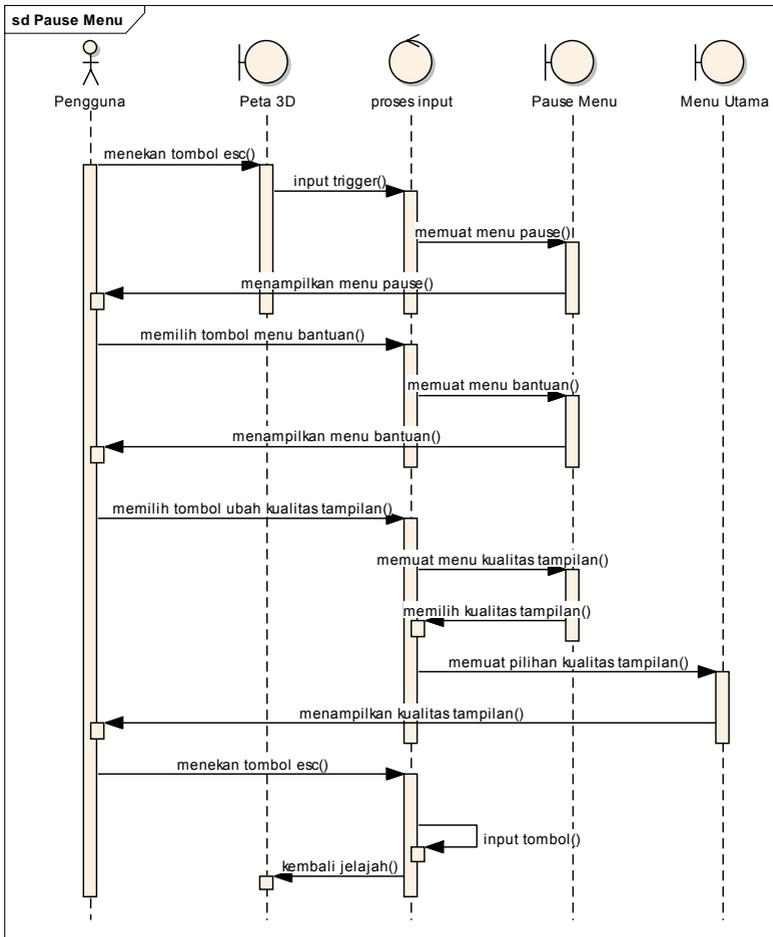 sd Pause Menu
Pengguna
Peta 3D
proses input
Pause Menu
Menu Utama
menekan tombol esc()
input trigger()
memuat menu pause()
menampilkan menu pause()
memilih tombol menu bantuan()
memuat menu bantuan()
menampilkan menu bantuan()
memilih tombol ubah kualitas tampilan()
memuat menu kualitas tampilan()
memilih kualitas tampilan()
memuat pilihan kualitas tampilan()
menampilkan kualitas tampilan()
menekan tombol esc()
input tombol()
kembali jelajah()